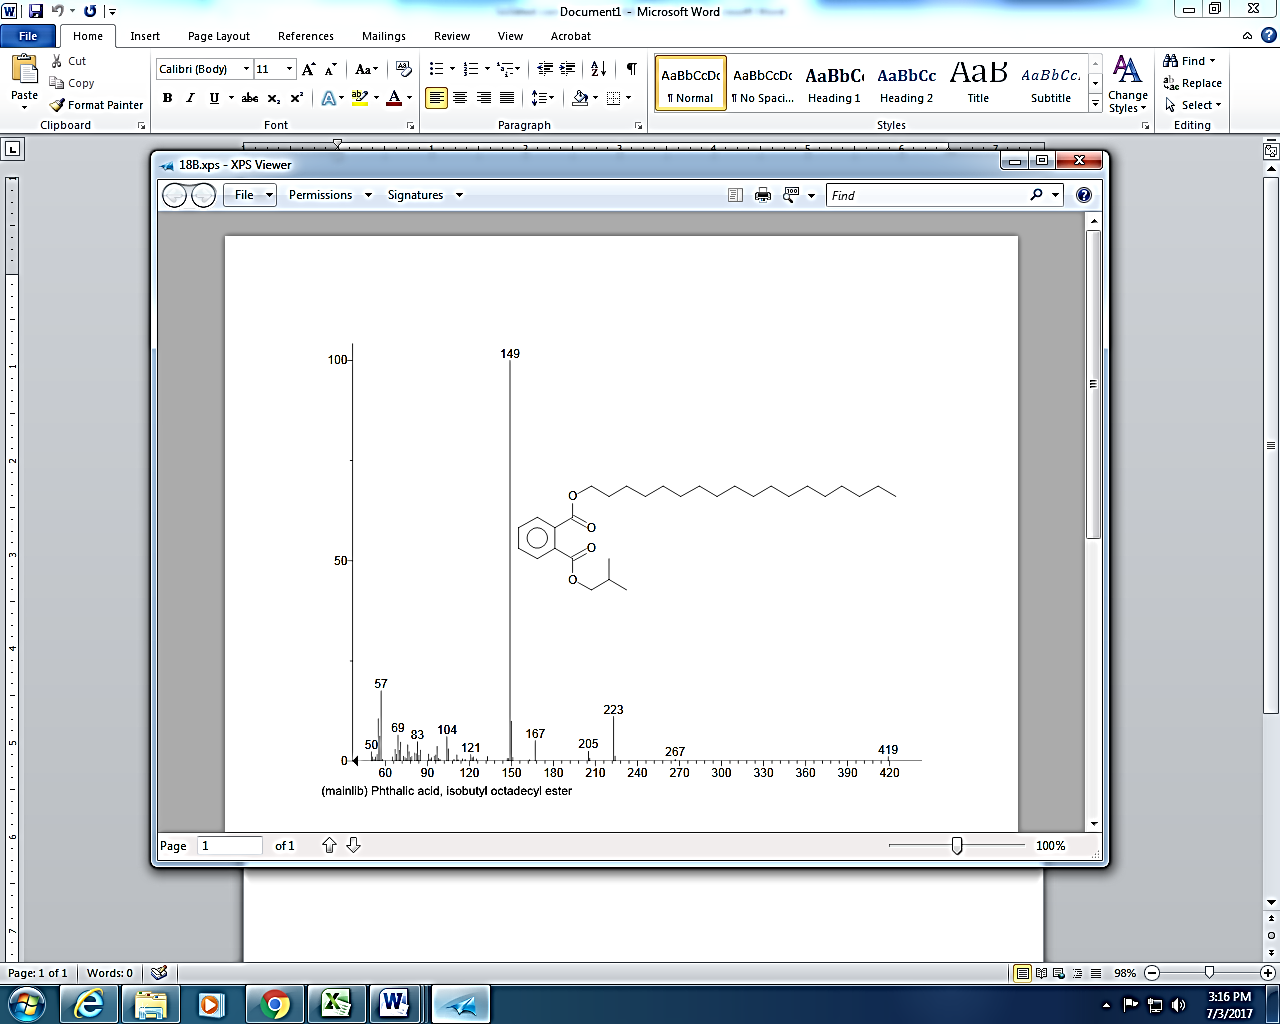 Document1 - Microsoft Word
File Home Insert Page Layout References Mailings Review View Acrobat
Paste
Cut
Copy
Format Painter
Clipboard
Calibri (Body) 11
Font
Paragraph
AaBbCcDc AaBbCcDc AaBbCc AaBbCc AaB AaBbCc.
¶ Normal ¶ No Spaci... Heading 1 Heading 2 Title Subtitle
Change Styles
Styles
Find
Replace
Select
Editing
18B.xps - XPS Viewer
File Permissions Signatures Find
100
50
0
149
57
50
69
83
104
121
167
205
223
267
419
O
O
O
O
60 90 120 150 180 210 240 270 300 330 360 390 420
(mainlib) Phthalic acid, isobutyl octadecyl ester
Page 1 of 1 100%
Page: 1 of 1 Words: 0 98%
3:16 PM
7/3/2017